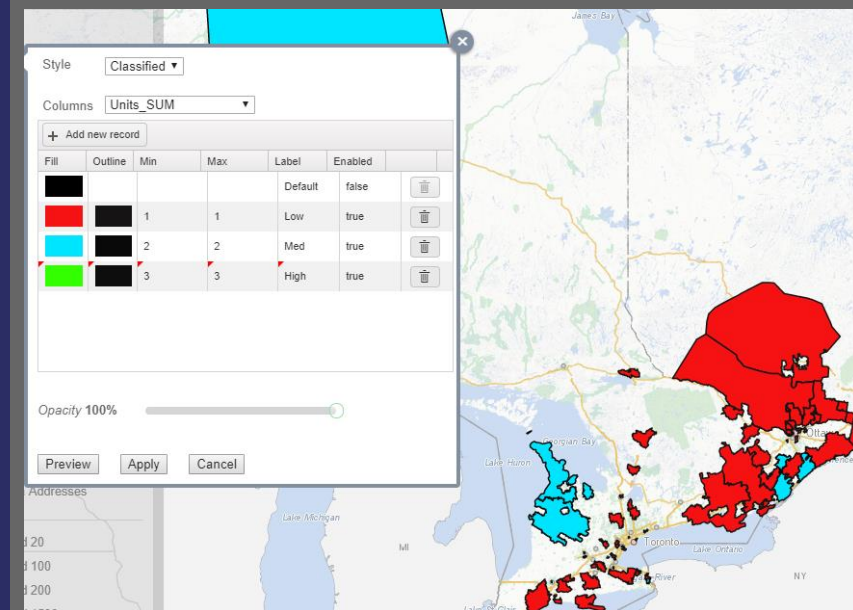 James Bay
Style Classified
Columns Units_SUM
+ Add new record
Fill Outline Min Max Label Enabled
Default false
1 1 Low true
2 2 Med true
3 3 High true
Opacity 100%
Preview Apply Cancel
Addresses
20
100
200
Georgian Bay
Lake Huron
Lake Michigan
MI
Toronto
Lake Ontario
River
NY